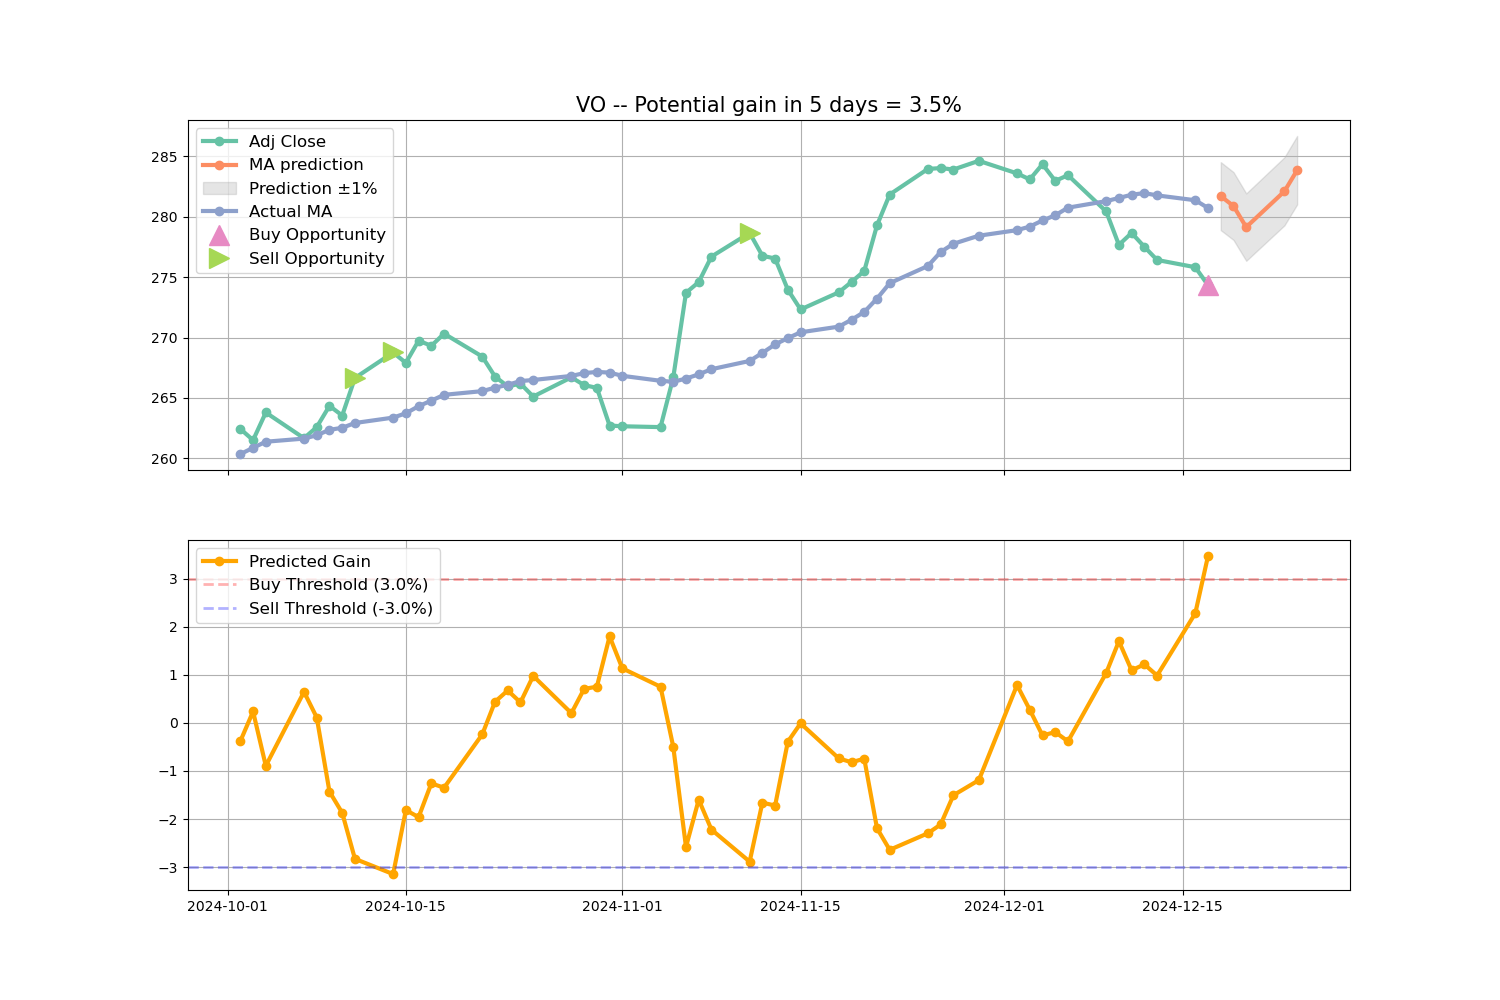 VO -- Potential gain in 5 days = 3.5%
Adj Close
MA prediction
Prediction ±1%
Actual MA
Buy Opportunity
Sell Opportunity
285
280
275
270
265
260
Predicted Gain
Buy Threshold (3.0%)
Sell Threshold (-3.0%)
3
2
1
0
−1
−2
−3
2024-10-01 2024-10-15 2024-11-01 2024-11-15 2024-12-01 2024-12-15